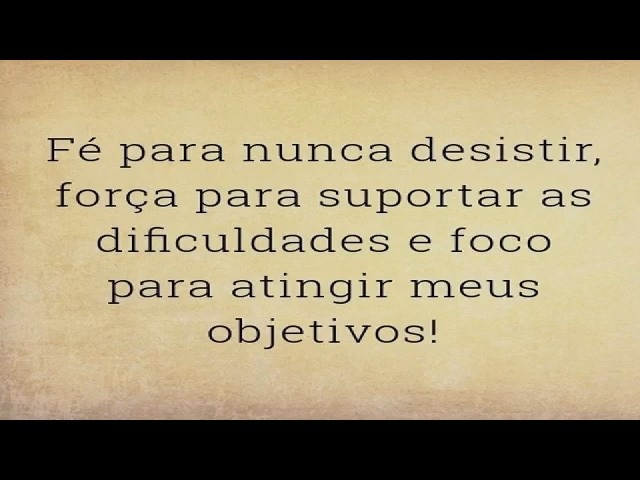 Fé para nunca desistir,
força para suportar as
dificuldades e foco
para atingir meus
objetivos!